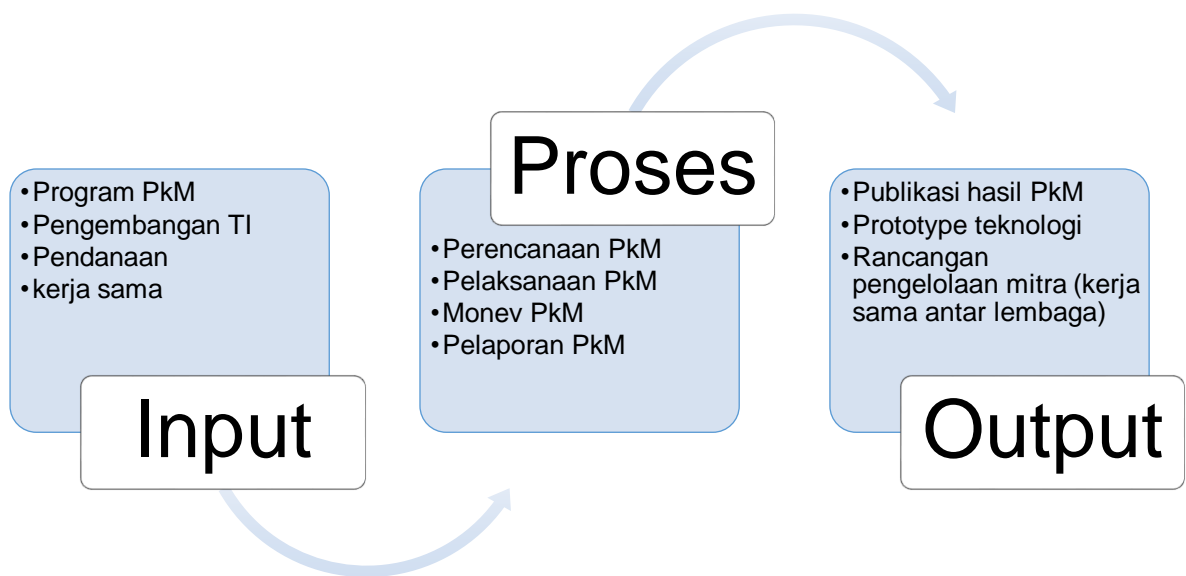 •Program PkM
•Pengembangan TI
•Pendanaan
•kerja sama
Input
Proses
•Perencanaan PkM
•Pelaksanaan PkM
•Monev PkM
•Pelaporan PkM
•Publikasi hasil PkM
•Prototype teknologi
•Rancangan
pengelolaan mitra (kerja
sama antar lembaga)
Output